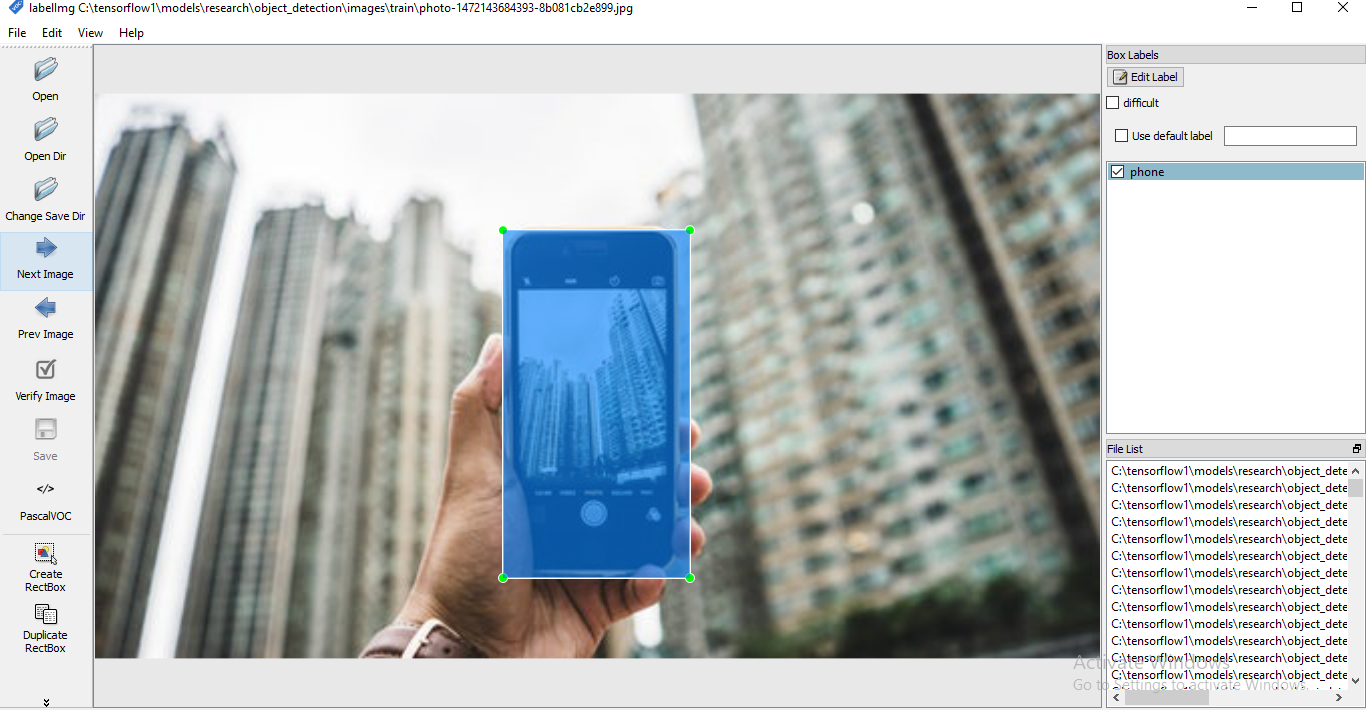 labelImg C:\tensorflow1\models\research\object_detection\images\train\photo-1472143684393-8b081cb2e899.jpg
File Edit View Help
Open
Open Dir
Change Save Dir
Next Image
Prev Image
Verify Image
Save
</>
PascalVOC
Create
RectBox
Duplicate
RectBox
Box Labels
Edit Label
difficult
Use default label
phone
File List
C:\tensorflow1\models\research\object_dete
C:\tensorflow1\models\research\object_dete
C:\tensorflow1\models\research\object_dete
C:\tensorflow1\models\research\object_dete
C:\tensorflow1\models\research\object_dete
C:\tensorflow1\models\research\object_dete
C:\tensorflow1\models\research\object_dete
C:\tensorflow1\models\research\object_dete
C:\tensorflow1\models\research\object_dete
C:\tensorflow1\models\research\object_dete
C:\tensorflow1\models\research\object_dete
C:\tensorflow1\models\research\object_dete
C:\tensorflow1\models\research\object_dete
Activate Windows
Go to Settings to activate Windows.